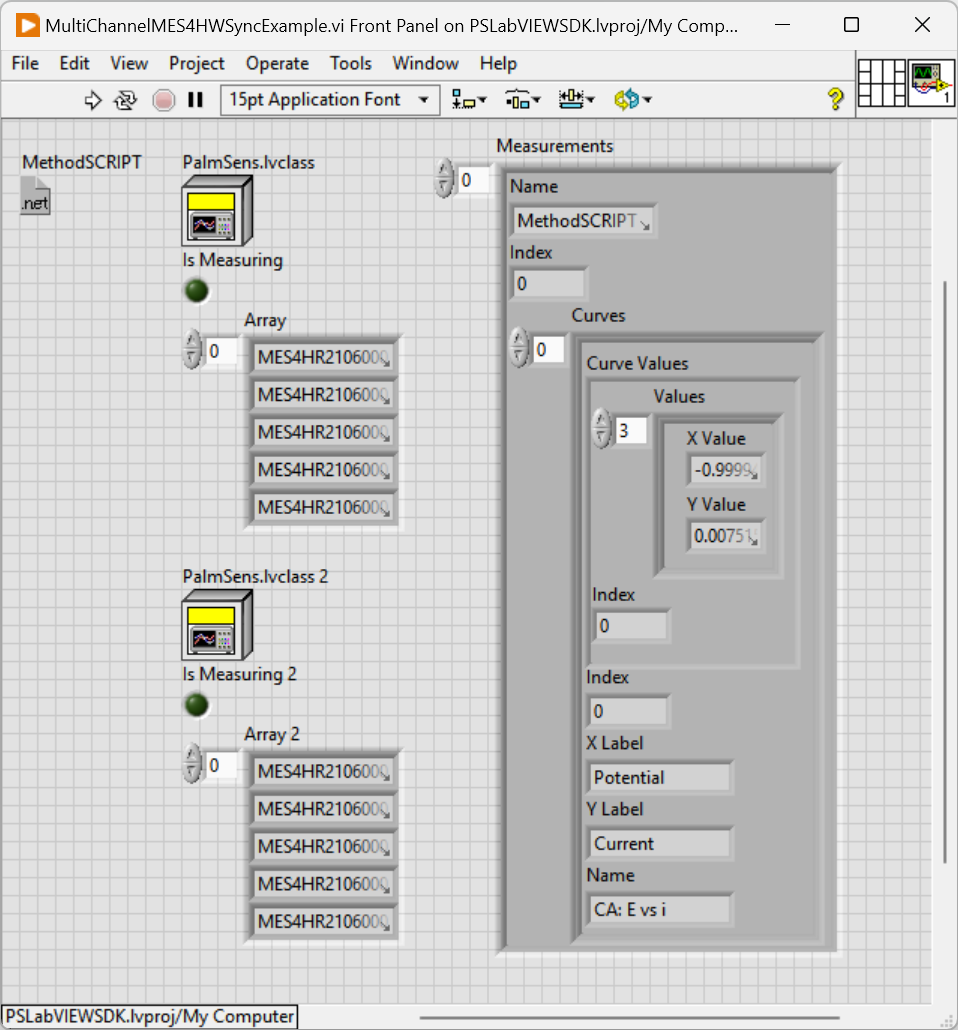 MultiChannelMES4HWSyncExample.vi Front Panel on PSLabVIEWSDK.lvproj/My Comp...
File Edit View Project Operate Tools Window Help
15pt Application Font
1
MethodSCRIPT
.net
PalmSens.lvclass
Is Measuring
Array
0
MES4HR210600
MES4HR210600
MES4HR210600
MES4HR210600
MES4HR210600
PalmSens.lvclass 2
Is Measuring 2
Array 2
0
MES4HR210600
MES4HR210600
MES4HR210600
MES4HR210600
MES4HR210600
Measurements
0
Name
MethodSCRIPT
Index
0
Curves
0
Curve Values
Values
3
X Value
-0.9999
Y Value
0.00751
Index
0
Index
0
X Label
Potential
Y Label
Current
Name
CA: E vs i
PSLabVIEWSDK.lvproj/My Computer